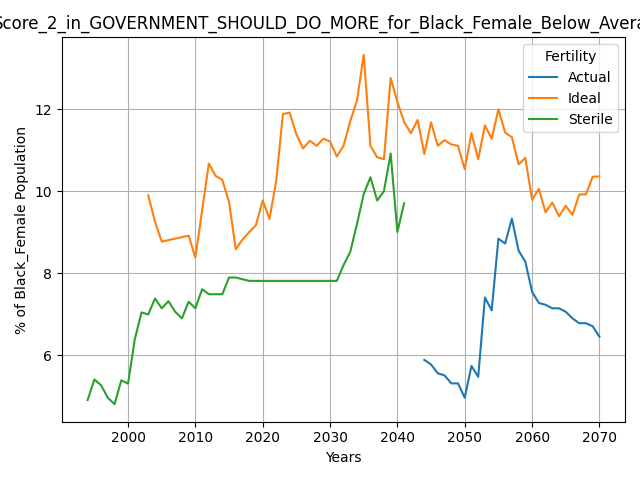 Score_2_in_GOVERNMENT_SHOULD_DO_MORE_for_Black_Female_Below_Avera
Fertility
Actual
Ideal
Sterile
% of Black_Female Population
12
10
8
6
2000 2010 2020 2030 2040 2050 2060 2070
Years